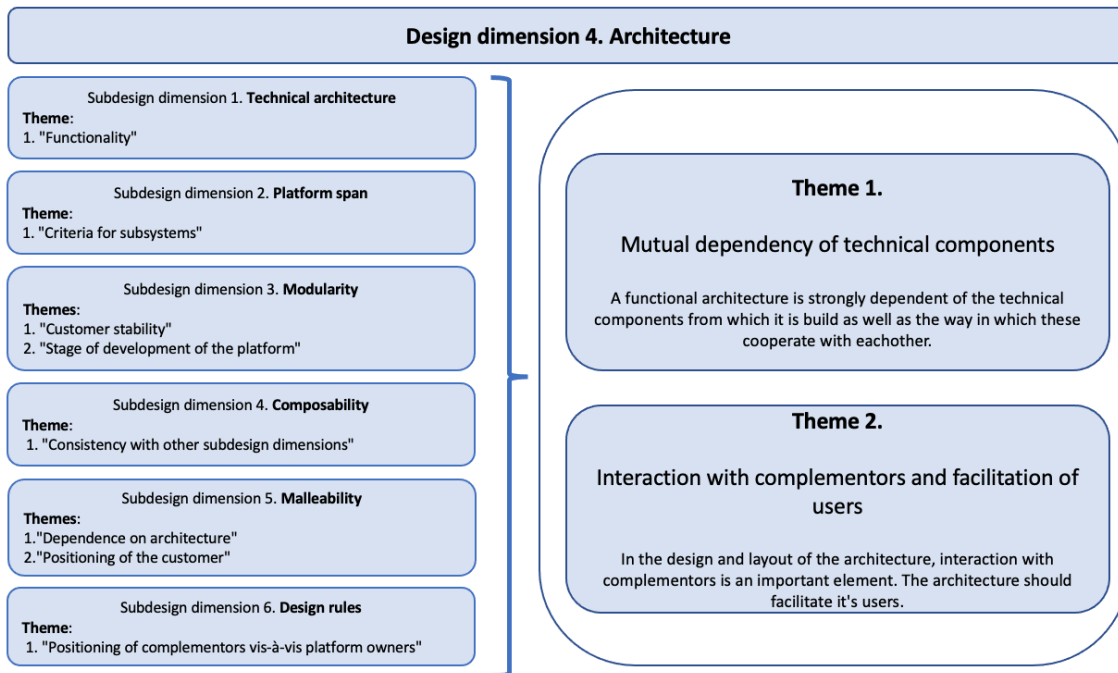 Design dimension 4. Architecture
Subdesign dimension 1. Technical architecture
Theme:
1. "Functionality"
Subdesign dimension 2. Platform span
Theme:
1. "Criteria for subsystems"
Subdesign dimension 3. Modularity
Themes:
1. "Customer stability"
2. "Stage of development of the platform"
Subdesign dimension 4. Composability
Theme:
1. "Consistency with other subdesign dimensions"
Subdesign dimension 5. Malleability
Themes:
1."Dependence on architecture"
2."Positioning of the customer"
Subdesign dimension 6. Design rules
Theme:
1. "Positioning of complementors vis-à-vis platform owners"
Theme 1.
Mutual dependency of technical components
A functional architecture is strongly dependent of the technical
components from which it is build as well as the way in which these
cooperate with eachother.
Theme 2.
Interaction with complementors and facilitation of
users
In the design and layout of the architecture, interaction with
complementors is an important element. The architecture should
facilitate it's users.